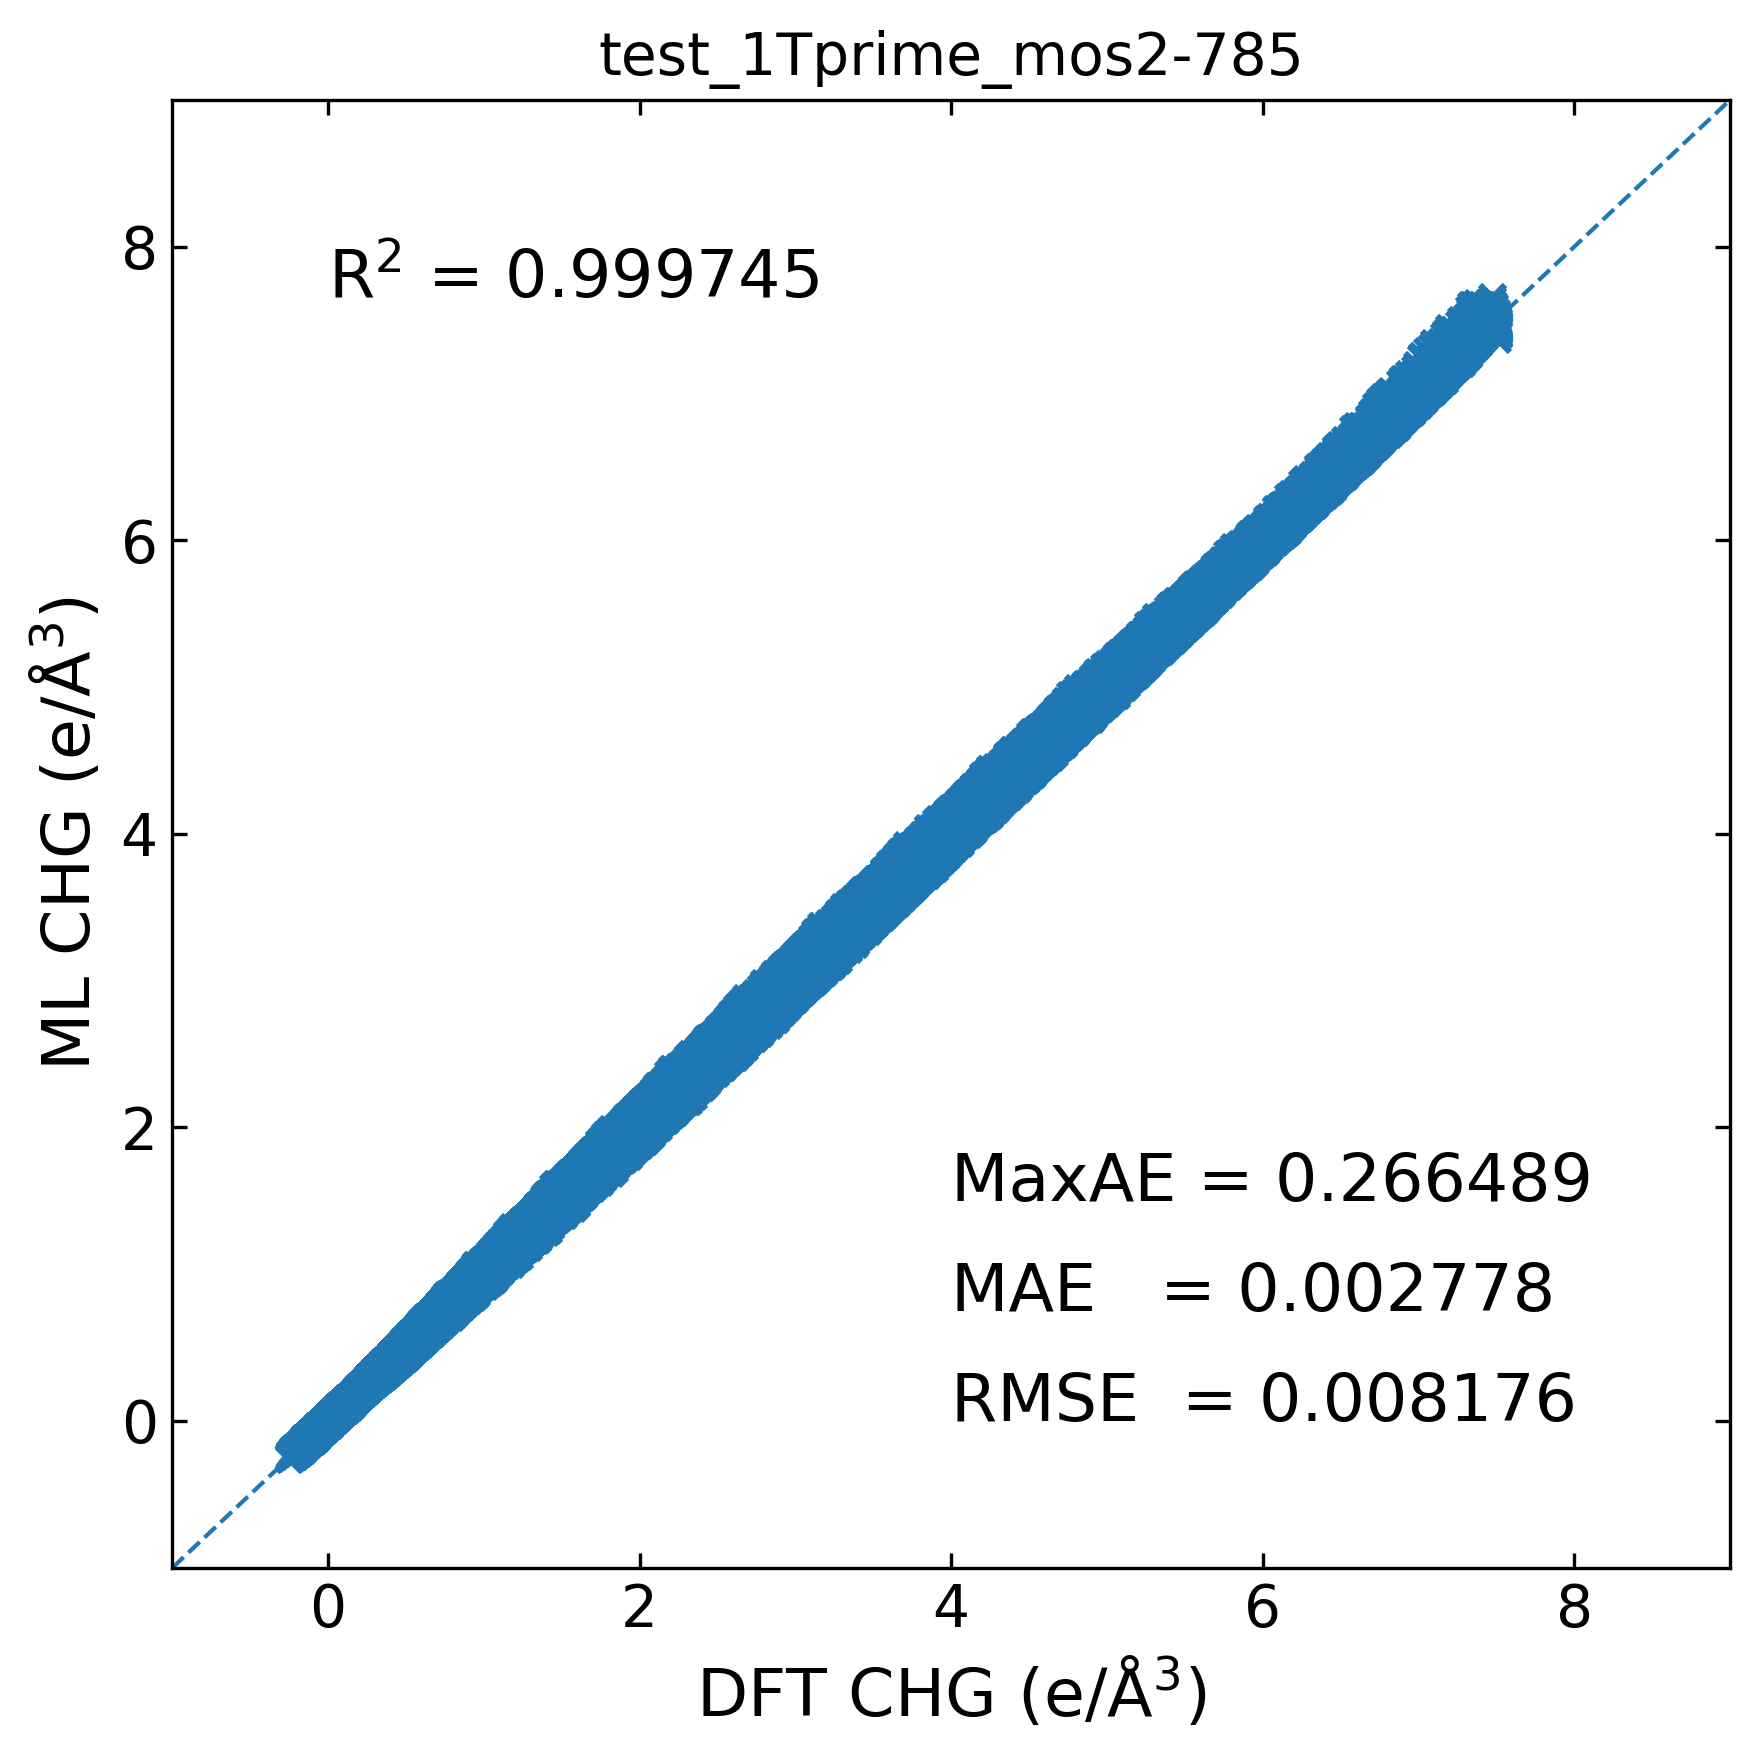 test_1Tprime_mos2-785
R² = 0.999745
MaxAE = 0.266489
MAE = 0.002778
RMSE = 0.008176
ML CHG (e/Å³)
8
6
4
2
0
0 2 4 6 8
DFT CHG (e/Å³)